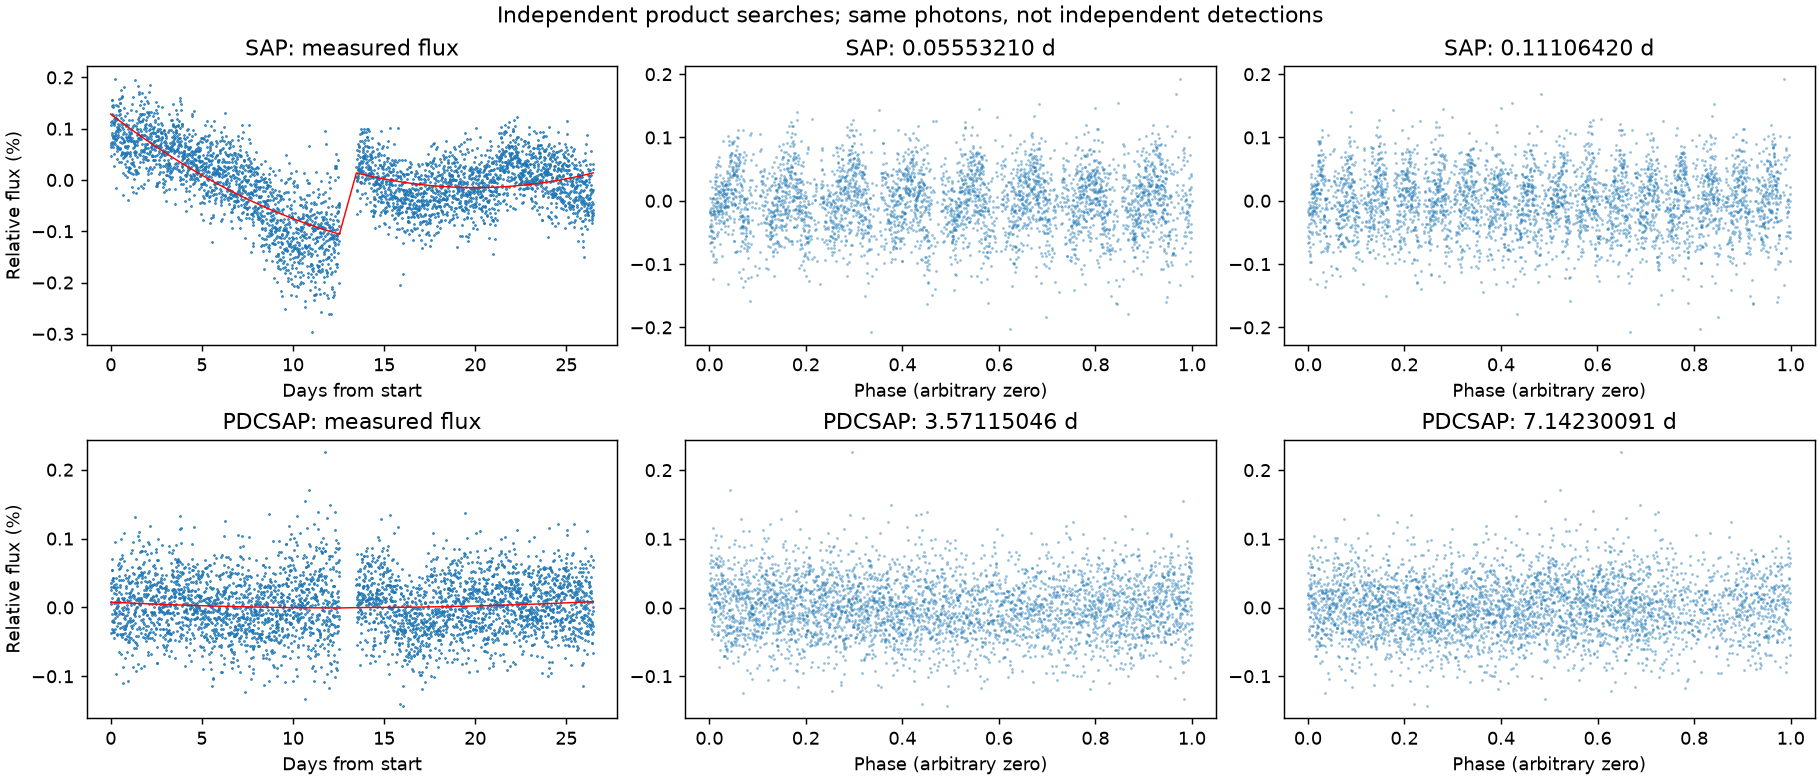 Independent product searches; same photons, not independent detections
SAP: measured flux
SAP: 0.05553210 d
SAP: 0.11106420 d
Relative flux (%)
0.2
0.1
0.0
−0.1
−0.2
−0.3
0 5 10 15 20 25
Days from start
0.2
0.1
0.0
−0.1
−0.2
0.0 0.2 0.4 0.6 0.8 1.0
Phase (arbitrary zero)
0.2
0.1
0.0
−0.1
−0.2
0.0 0.2 0.4 0.6 0.8 1.0
Phase (arbitrary zero)
PDCSAP: measured flux
PDCSAP: 3.57115046 d
PDCSAP: 7.14230091 d
Relative flux (%)
0.2
0.1
0.0
−0.1
0 5 10 15 20 25
Days from start
0.2
0.1
0.0
−0.1
0.0 0.2 0.4 0.6 0.8 1.0
Phase (arbitrary zero)
0.2
0.1
0.0
−0.1
0.0 0.2 0.4 0.6 0.8 1.0
Phase (arbitrary zero)